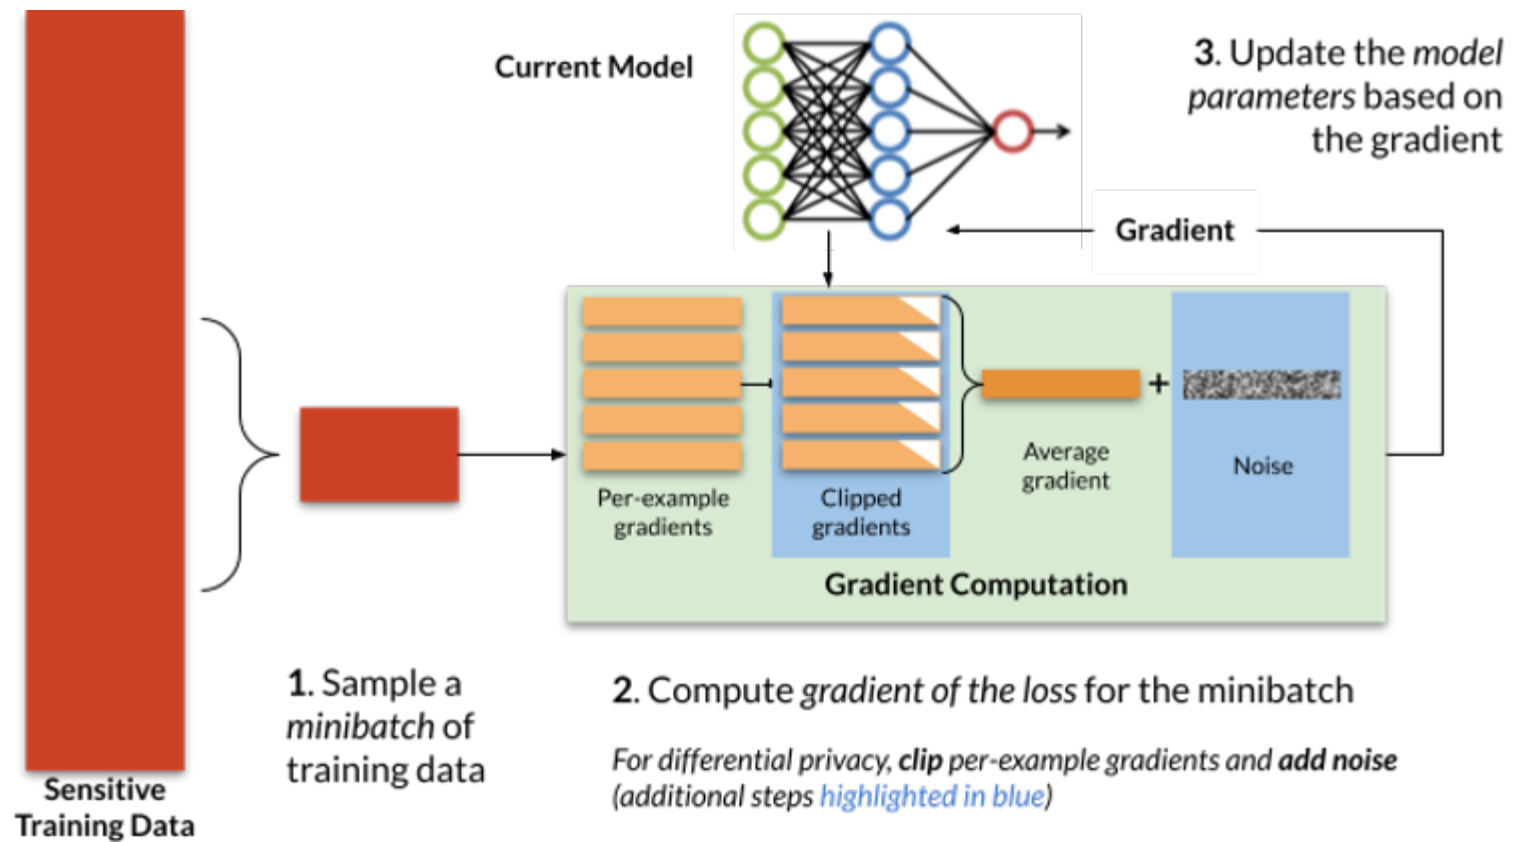 Current Model
3. Update the model
parameters based on
the gradient
Gradient
Per-example
gradients
Clipped
gradients
Average
gradient
+
Noise
Gradient Computation
1. Sample a
minibatch of
training data
2. Compute gradient of the loss for the minibatch
For differential privacy, clip per-example gradients and add noise
(additional steps highlighted in blue)
Sensitive
Training Data